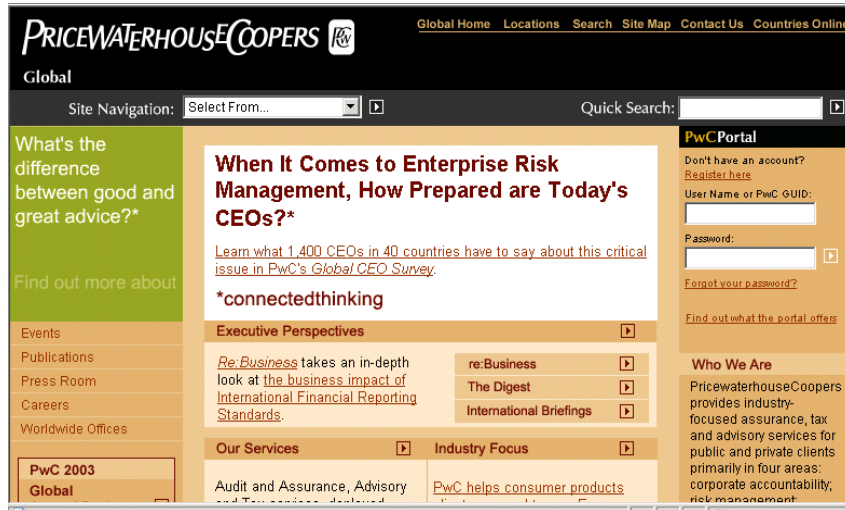 PRICEWATERHOUSECOOPERS PwC
Global Home Locations Search Site Map Contact Us Countries Online
Global
Site Navigation: Select From... Quick Search:
What's the
difference
between good and
great advice?*
Find out more about
Events
Publications
Press Room
Careers
Worldwide Offices
PwC 2003
Global
When It Comes to Enterprise Risk
Management, How Prepared are Today's
CEOs?*
Learn what 1,400 CEOs in 40 countries have to say about this critical
issue in PwC's Global CEO Survey.
*connectedthinking
Executive Perspectives
Re:Business takes an in-depth
look at the business impact of
International Financial Reporting
Standards.
re:Business
The Digest
International Briefings
Our Services
Audit and Assurance, Advisory
and Tax services, deployed
Industry Focus
PwC helps consumer products
PwCPortal
Don't have an account?
Register here
User Name or PwC GUID:
Password:
Forgot your password?
Find out what the portal offers
Who We Are
PricewaterhouseCoopers
provides industry-
focused assurance, tax
and advisory services for
public and private clients
primarily in four areas:
corporate accountability;
risk management;